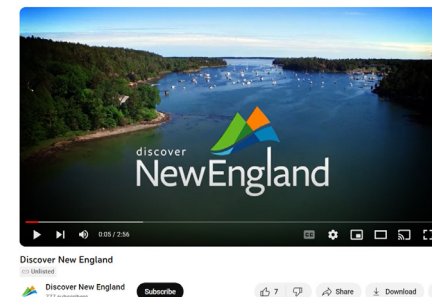 discover
NewEngland
0:05 / 2:56
Discover New England
Unlisted
Discover New England
Subscribe
7
Share
Download